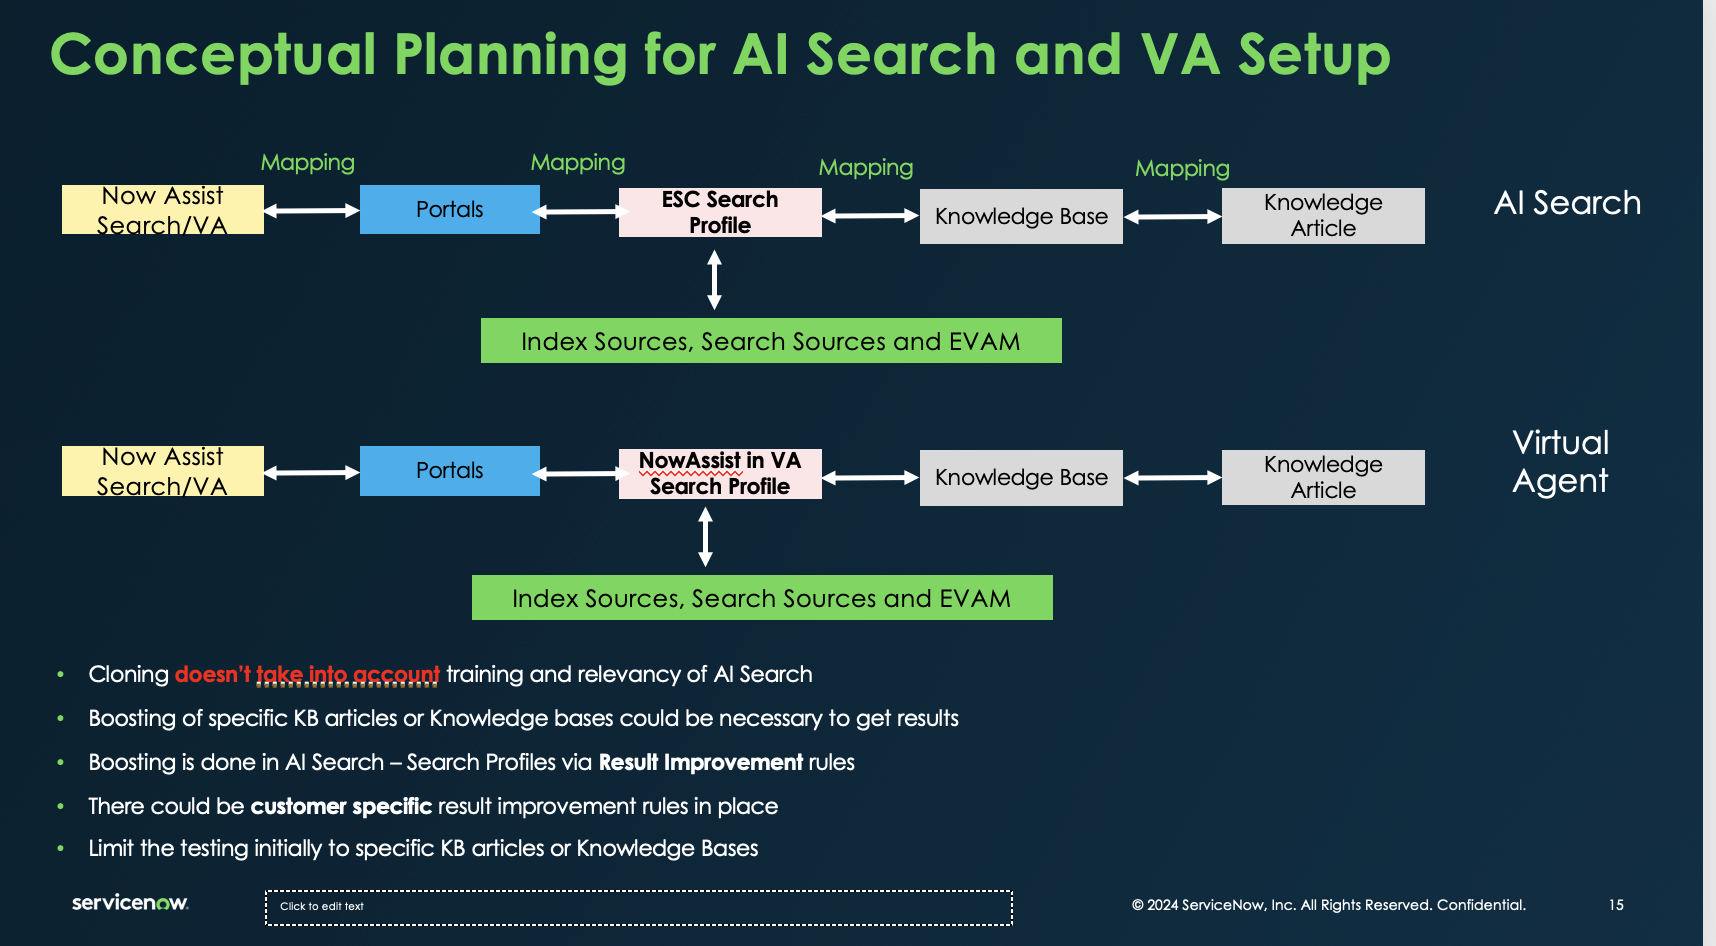 Conceptual Planning for AI Search and VA Setup
Mapping
Mapping
Mapping
Mapping
Now Assist
Search/VA
Portals
ESC Search
Profile
Knowledge Base
Knowledge
Article
AI Search
Index Sources, Search Sources and EVAM
Now Assist
Search/VA
Portals
NowAssist in VA
Search Profile
Knowledge Base
Knowledge
Article
Virtual
Agent
Index Sources, Search Sources and EVAM
• Cloning doesn't take into account training and relevancy of AI Search
• Boosting of specific KB articles or Knowledge bases could be necessary to get results
• Boosting is done in AI Search – Search Profiles via Result Improvement rules
• There could be customer specific result improvement rules in place
• Limit the testing initially to specific KB articles or Knowledge Bases
servicenow
Click to edit text
© 2024 ServiceNow, Inc. All Rights Reserved. Confidential.
15